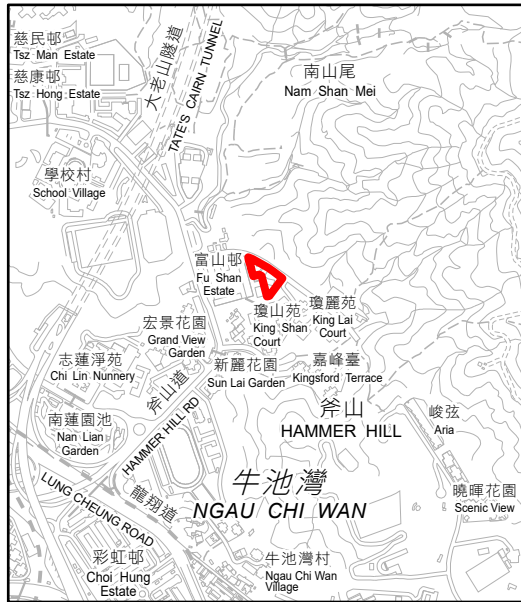 慈民邨
Tsz Man Estate
慈康邨
Tsz Hong Estate
大老山隧道
TATE'S CAIRN TUNNEL
南山尾
Nam Shan Mei
學校村
School Village
富山邨
Fu Shan
Estate
瓊山苑
King Shan
Court
瓊麗苑
King Lai
Court
宏景花園
Grand View
Garden
志蓮淨苑
Chi Lin Nunnery
斧山道
HAMMER HILL RD
新麗花園
Sun Lai Garden
嘉峰臺
Kingsford Terrace
南蓮園池
Nan Lian
Garden
斧山
HAMMER HILL
峻弦
Aria
牛池灣
NGAU CHI WAN
曉暉花園
Scenic View
龍翔道
LUNG CHEUNG ROAD
彩虹邨
Choi Hung
Estate
牛池灣村
Ngau Chi Wan
Village